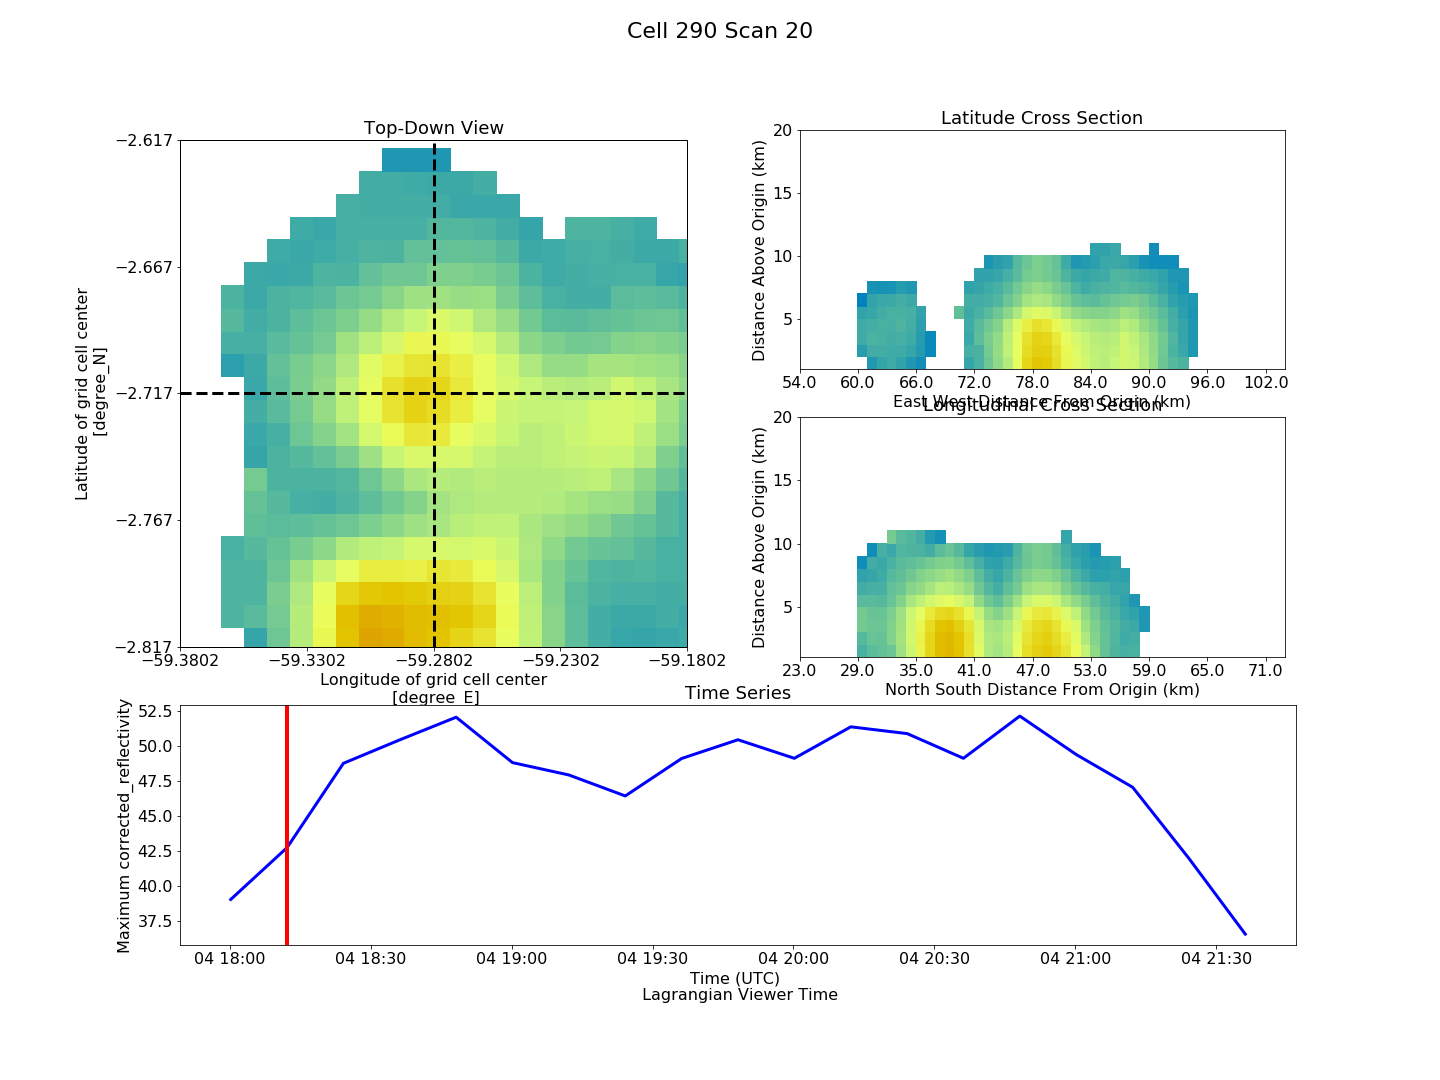 Cell 290 Scan 20
Top-Down View
−2.617
−2.667
−2.717
−2.767
−2.817
Latitude of grid cell center
[degree_N]
−59.3802 −59.3302 −59.2802 −59.2302 −59.1802
Longitude of grid cell center
[degree_E]
Latitude Cross Section
20
15
10
5
Distance Above Origin (km)
54.0 60.0 66.0 72.0 78.0 84.0 90.0 96.0 102.0
East West Distance From Origin (km)
Longitudinal Cross Section
20
15
10
5
Distance Above Origin (km)
23.0 29.0 35.0 41.0 47.0 53.0 59.0 65.0 71.0
North South Distance From Origin (km)
Time Series
52.5
50.0
47.5
45.0
42.5
40.0
37.5
Maximum corrected_reflectivity
04 18:00 04 18:30 04 19:00 04 19:30 04 20:00 04 20:30 04 21:00 04 21:30
Time (UTC)
Lagrangian Viewer Time